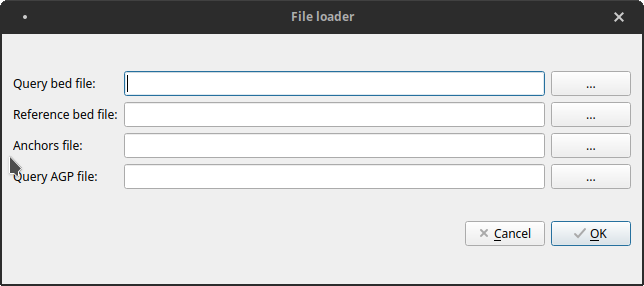 File loader
Query bed file:
...
Reference bed file:
...
Anchors file:
...
Query AGP file:
...
Cancel
OK